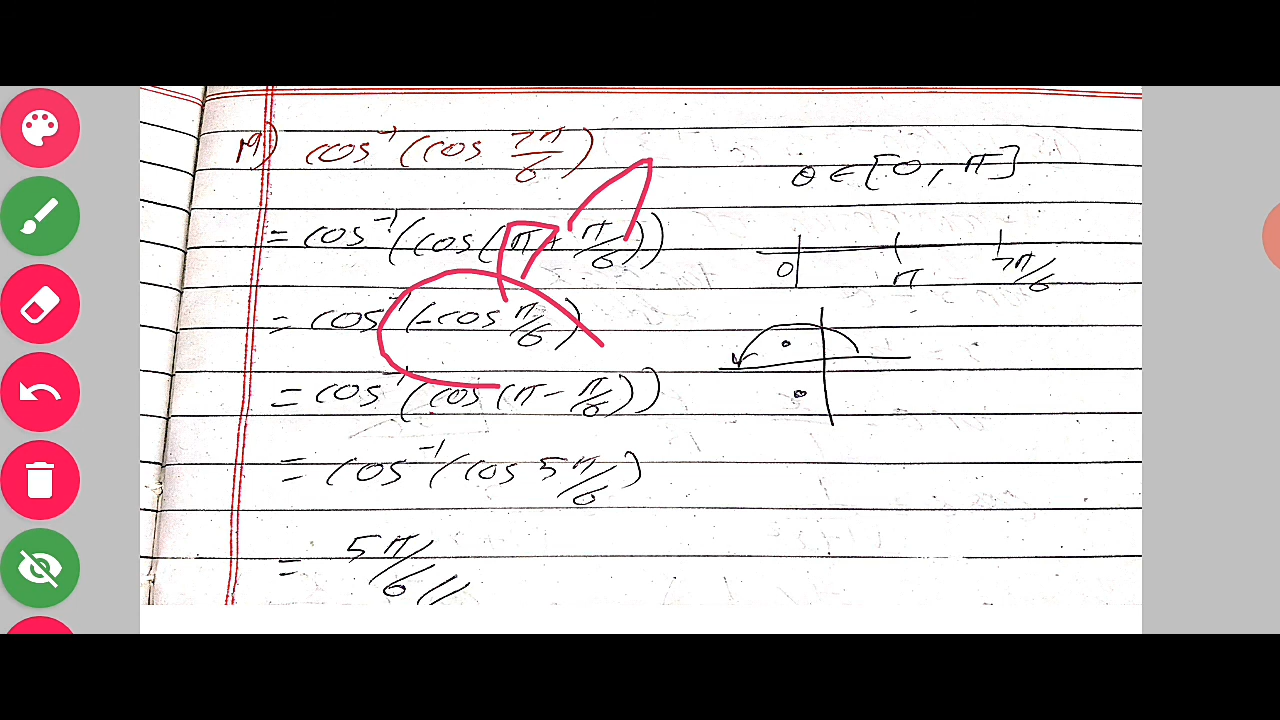 19) cos⁻¹(cos 7π/6)
θ ∈ [0, π]
= cos⁻¹(cos(π + π/6))
0 π 7π/6
= cos⁻¹(-cos π/6)
= cos⁻¹(cos(π - π/6))
= cos⁻¹(cos 5π/6)
= 5π/6 //